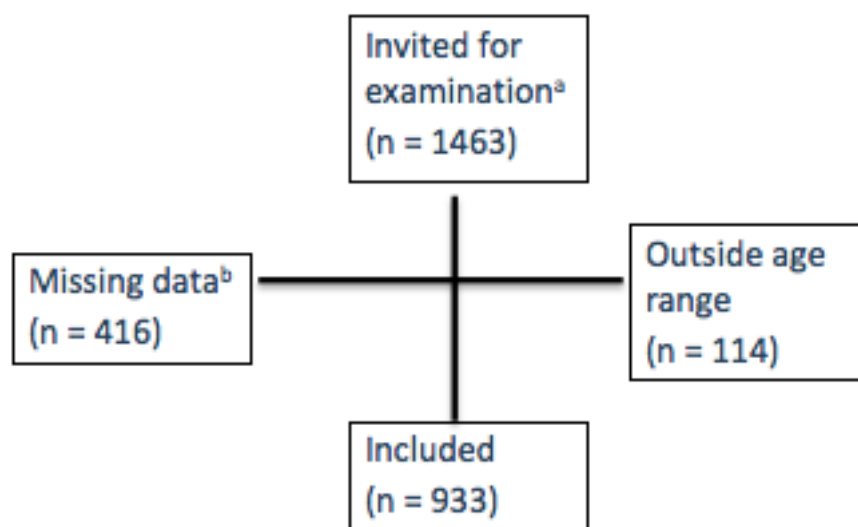 Invited for
examinationᵃ
(n = 1463)
Missing dataᵇ
(n = 416)
Outside age
range
(n = 114)
Included
(n = 933)